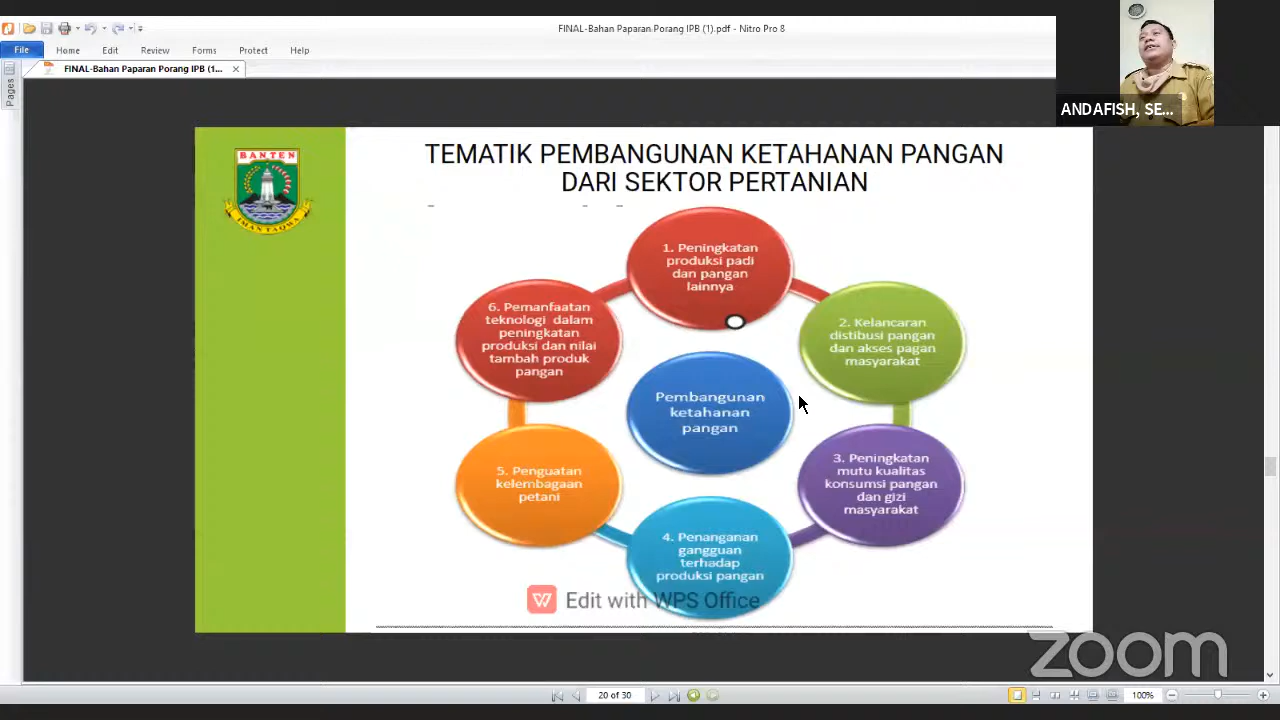 FINAL-Bahan Paparan Porang IPB (1).pdf - Nitro Pro 8
File Home Edit Review Forms Protect Help
FINAL-Bahan Paparan Porang IPB (1...
Pages
ANDAFISH, SE...
BANTEN
IMAN TAQWA
TEMATIK PEMBANGUNAN KETAHANAN PANGAN
DARI SEKTOR PERTANIAN
1. Peningkatan
produksi padi
dan pangan
lainnya
2. Kelancaran
distibusi pangan
dan akses pagan
masyarakat
3. Peningkatan
mutu kualitas
konsumsi pangan
dan gizi
masyarakat
4. Penanganan
gangguan
terhadap
produksi pangan
5. Penguatan
kelembagaan
petani
6. Pemanfaatan
teknologi dalam
peningkatan
produksi dan nilai
tambah produk
pangan
Pembangunan
ketahanan
pangan
Edit with WPS Office
zoom
20 of 30
100%